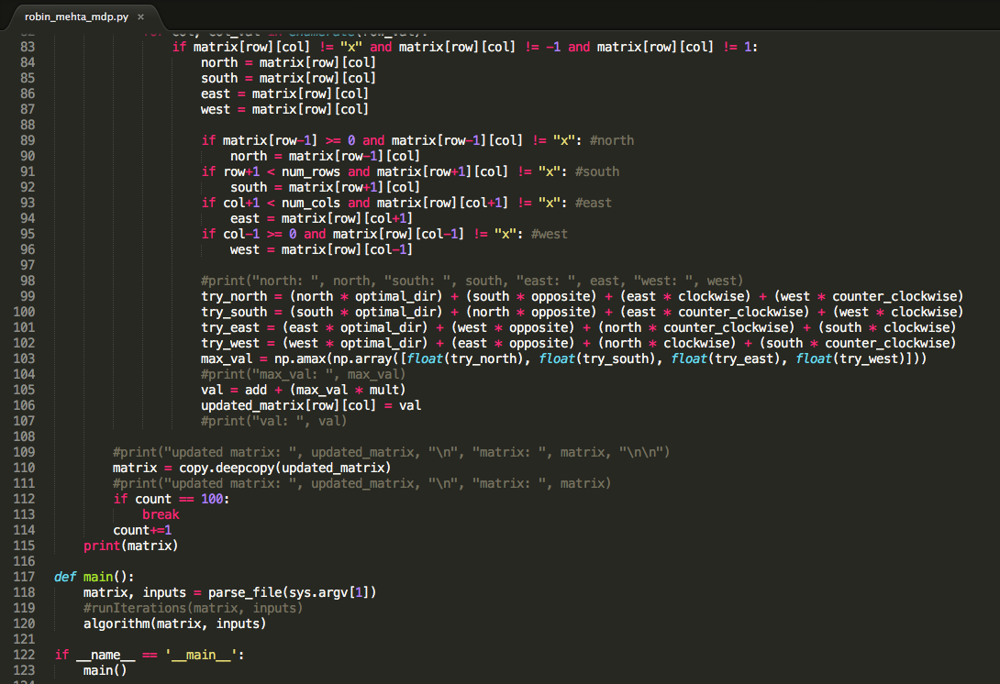 robin_mehta_mdp.py ×
83 if matrix[row][col] != "x" and matrix[row][col] != -1 and matrix[row][col] != 1:
84 north = matrix[row][col]
85 south = matrix[row][col]
86 east = matrix[row][col]
87 west = matrix[row][col]
88
89 if matrix[row-1] >= 0 and matrix[row-1][col] != "x": #north
90 north = matrix[row-1][col]
91 if row+1 < num_rows and matrix[row+1][col] != "x": #south
92 south = matrix[row+1][col]
93 if col+1 < num_cols and matrix[row][col+1] != "x": #east
94 east = matrix[row][col+1]
95 if col-1 >= 0 and matrix[row][col-1] != "x": #west
96 west = matrix[row][col-1]
97
98 #print("north: ", north, "south: ", south, "east: ", east, "west: ", west)
99 try_north = (north * optimal_dir) + (south * opposite) + (east * clockwise) + (west * counter_clockwise)
100 try_south = (south * optimal_dir) + (north * opposite) + (east * counter_clockwise) + (west * clockwise)
101 try_east = (east * optimal_dir) + (west * opposite) + (north * counter_clockwise) + (south * clockwise)
102 try_west = (west * optimal_dir) + (east * opposite) + (north * clockwise) + (south * counter_clockwise)
103 max_val = np.amax(np.array([float(try_north), float(try_south), float(try_east), float(try_west)]))
104 #print("max_val: ", max_val)
105 val = add + (max_val * mult)
106 updated_matrix[row][col] = val
107 #print("val: ", val)
108
109 #print("updated matrix: ", updated_matrix, "\n", "matrix: ", matrix, "\n\n")
110 matrix = copy.deepcopy(updated_matrix)
111 #print("updated matrix: ", updated_matrix, "\n", "matrix: ", matrix)
112 if count == 100:
113 break
114 count+=1
115 print(matrix)
116
117 def main():
118 matrix, inputs = parse_file(sys.argv[1])
119 #runIterations(matrix, inputs)
120 algorithm(matrix, inputs)
121
122 if __name__ == '__main__':
123 main()